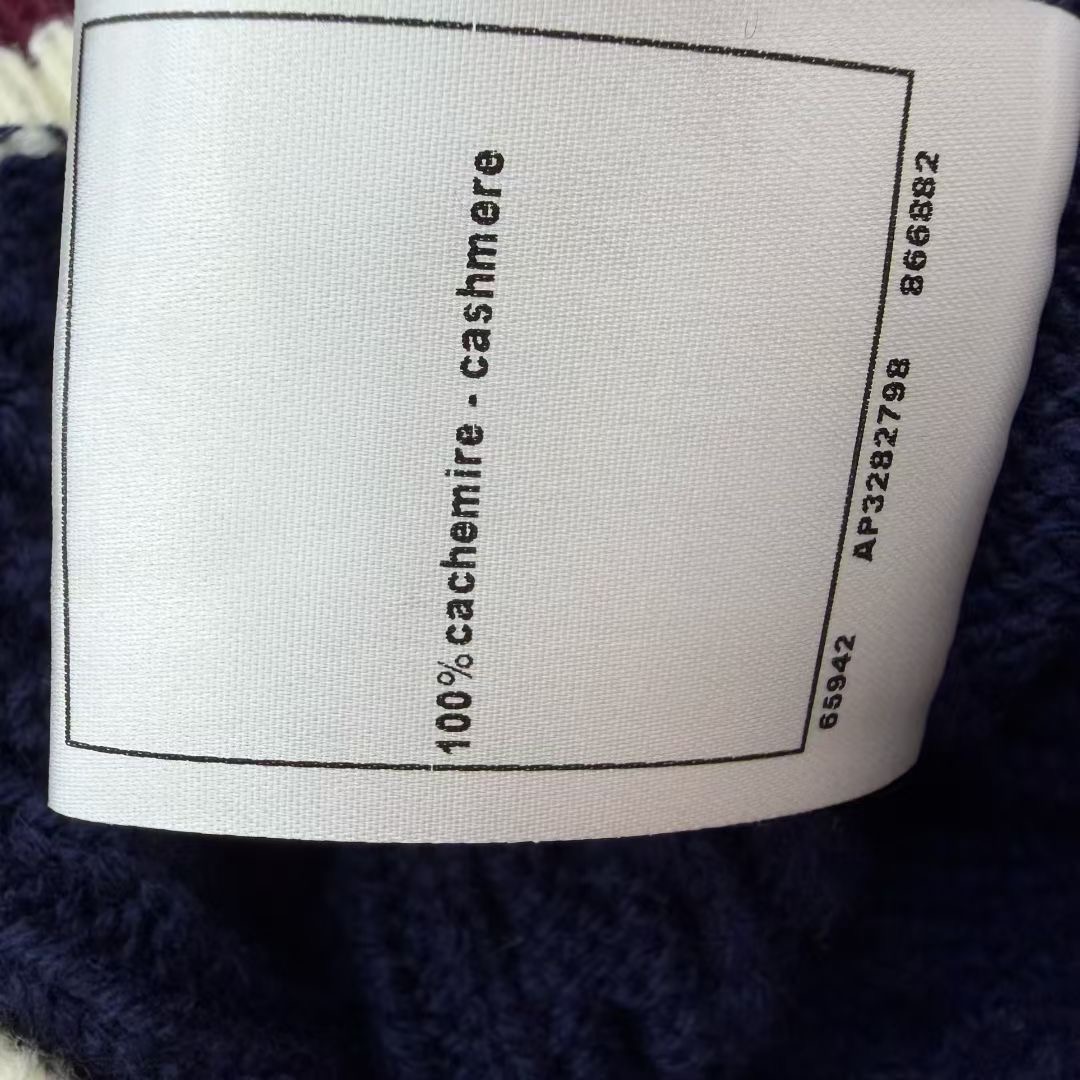 100% cachemire - cashmere
65942 AP3282798 866882